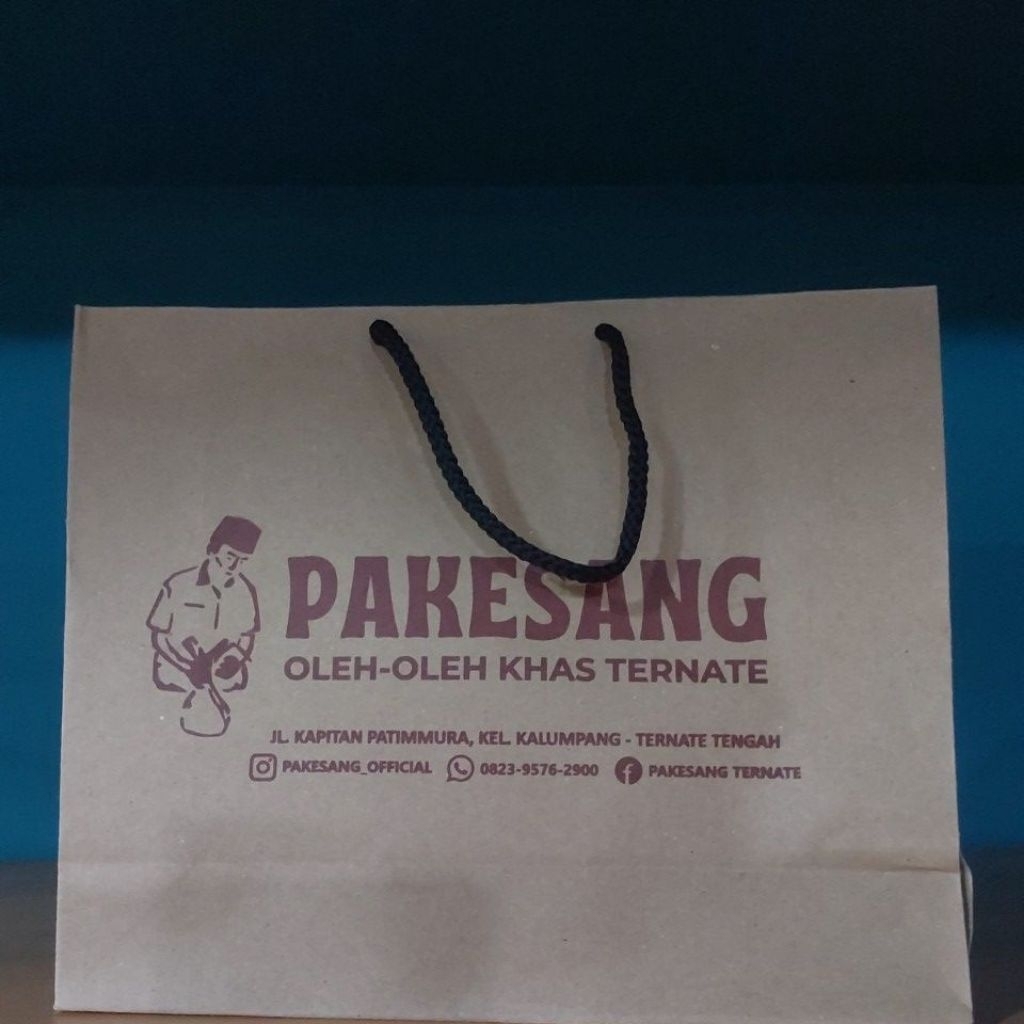 PAKESANG
OLEH-OLEH KHAS TERNATE
JL. KAPITAN PATIMMURA, KEL. KALUMPANG - TERNATE TENGAH
PAKESANG_OFFICIAL 0823-9576-2900 PAKESANG TERNATE